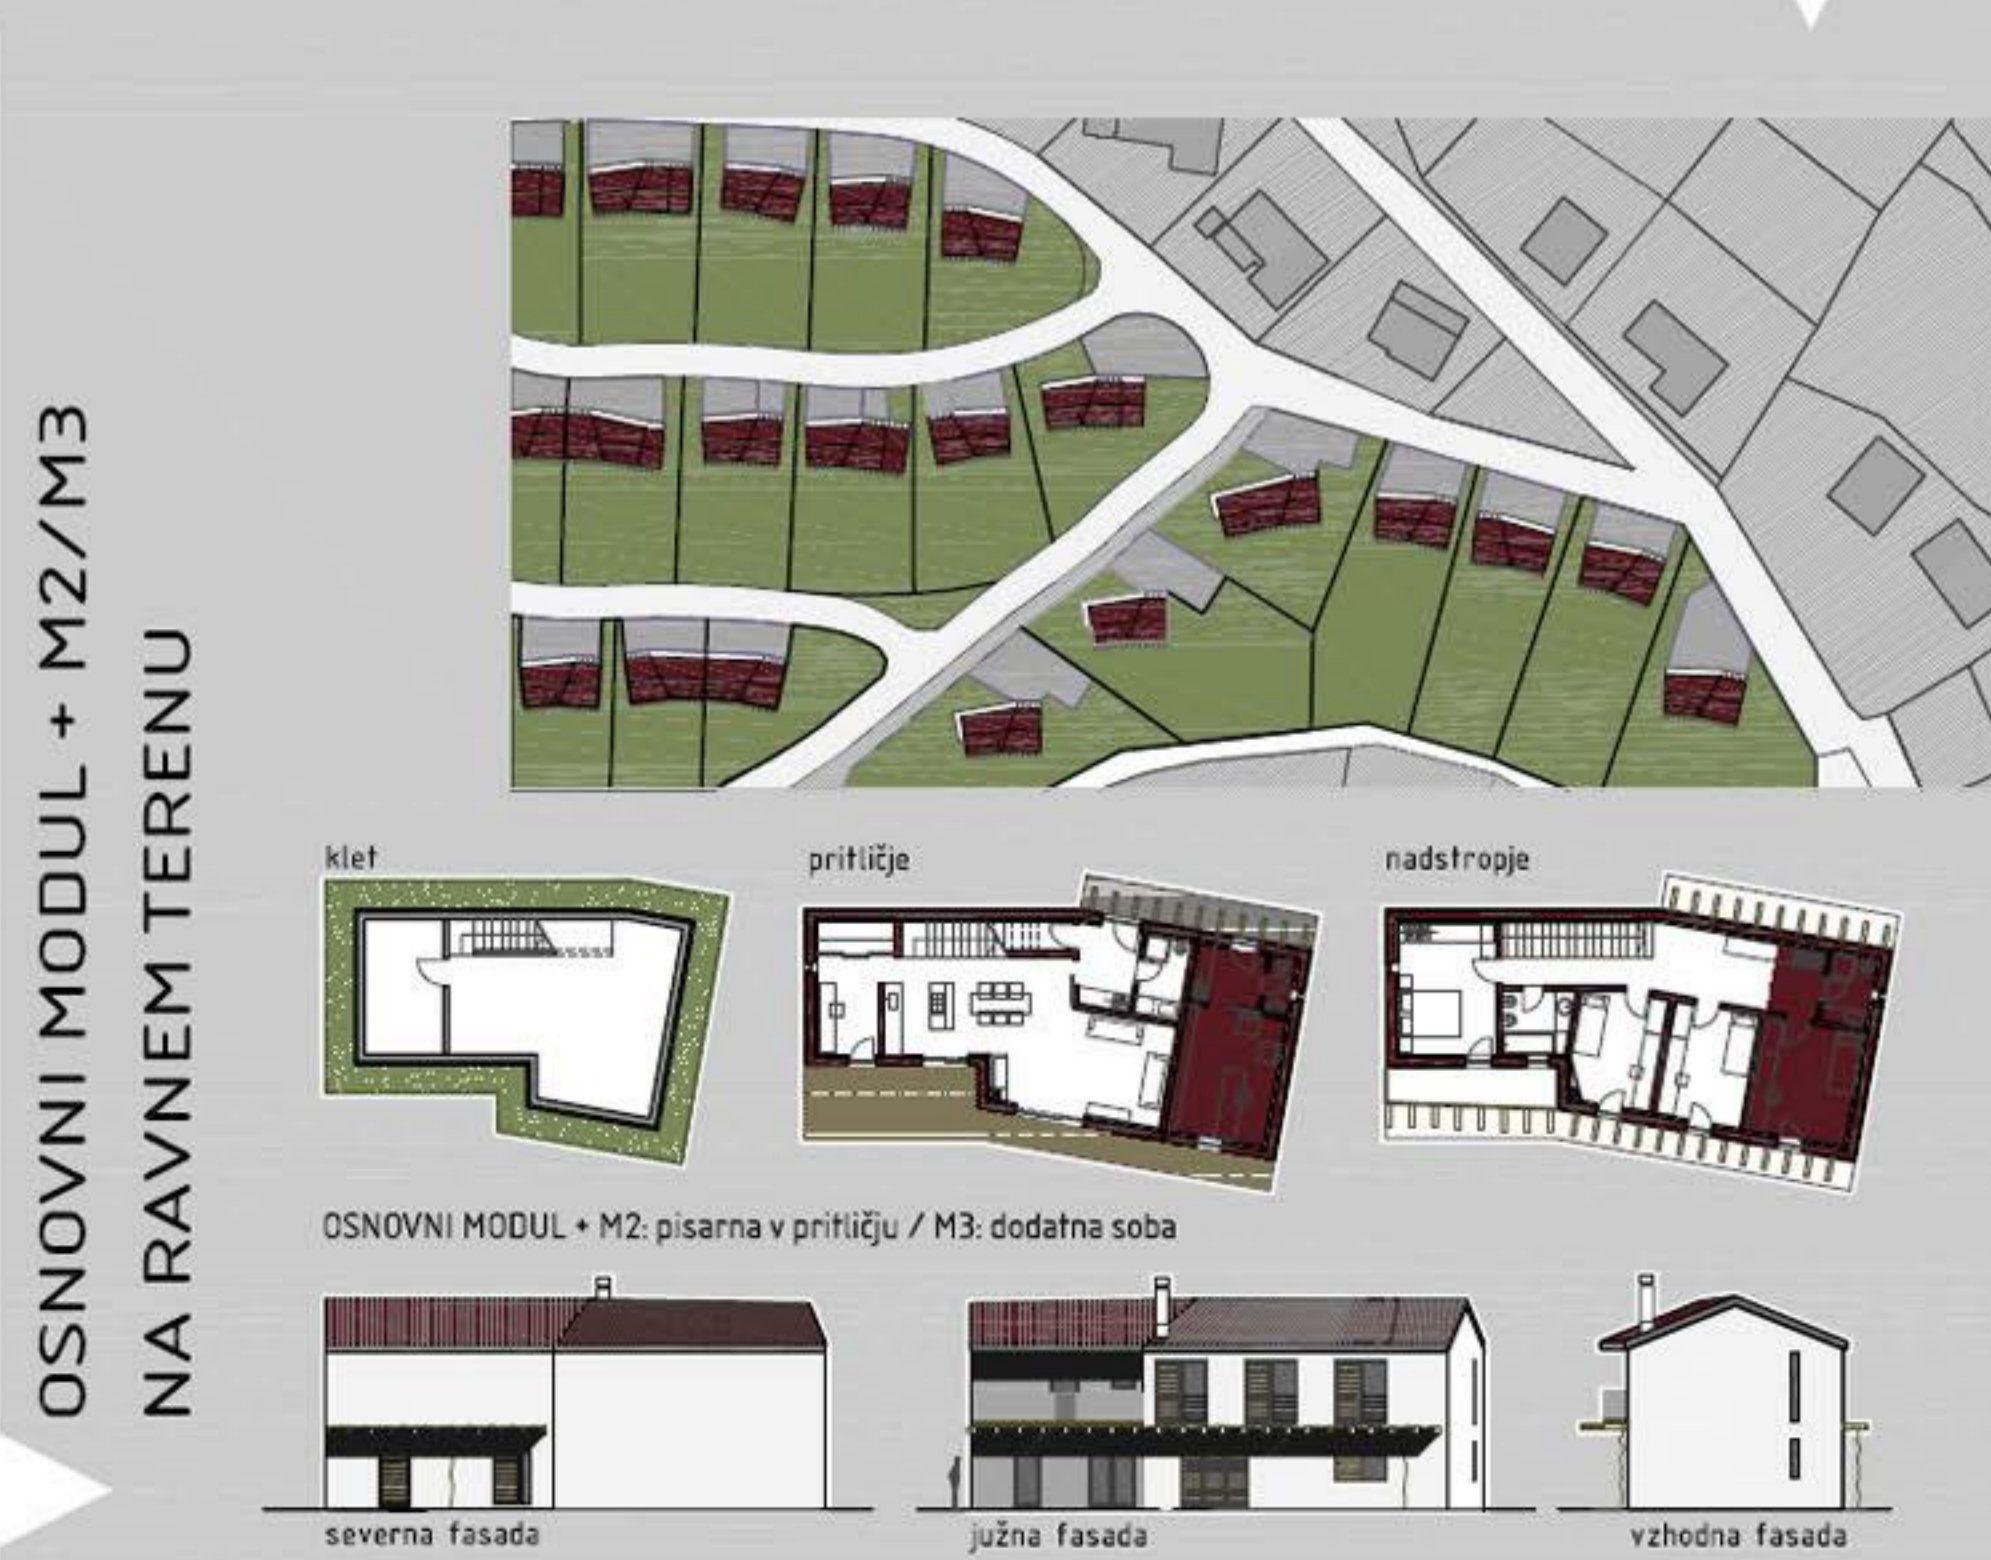 OSNOVNI MODUL + M2/M3
NA RAVNEM TERENU
klet
pritličje
nadstropje
OSNOVNI MODUL + M2: pisarna v pritličju / M3: dodatna soba
severna fasada
južna fasada
vzhodna fasada